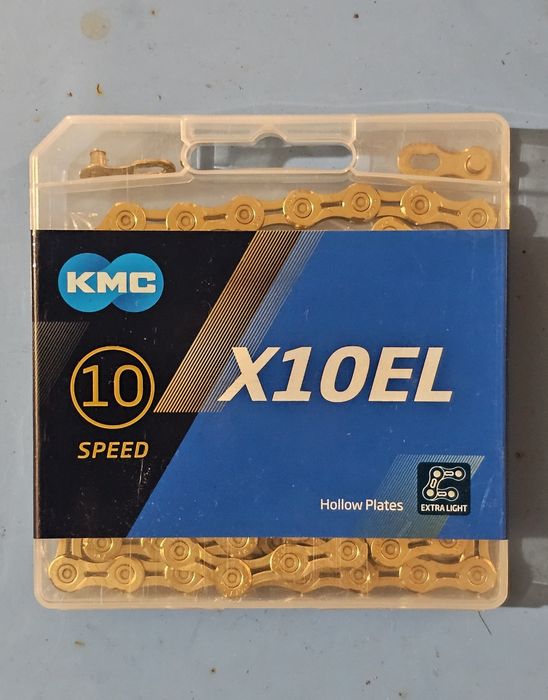 KMC
10
SPEED
X10EL
Hollow Plates
EXTRA LIGHT